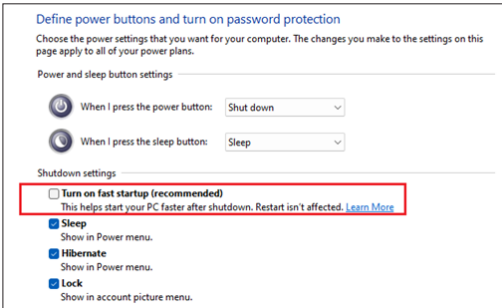 Define power buttons and turn on password protection
Choose the power settings that you want for your computer. The changes you make to the settings on this
page apply to all of your power plans.
Power and sleep button settings
When I press the power button: Shut down
When I press the sleep button: Sleep
Shutdown settings
Turn on fast startup (recommended)
This helps start your PC faster after shutdown. Restart isn't affected. Learn More
Sleep
Show in Power menu.
Hibernate
Show in Power menu.
Lock
Show in account picture menu.